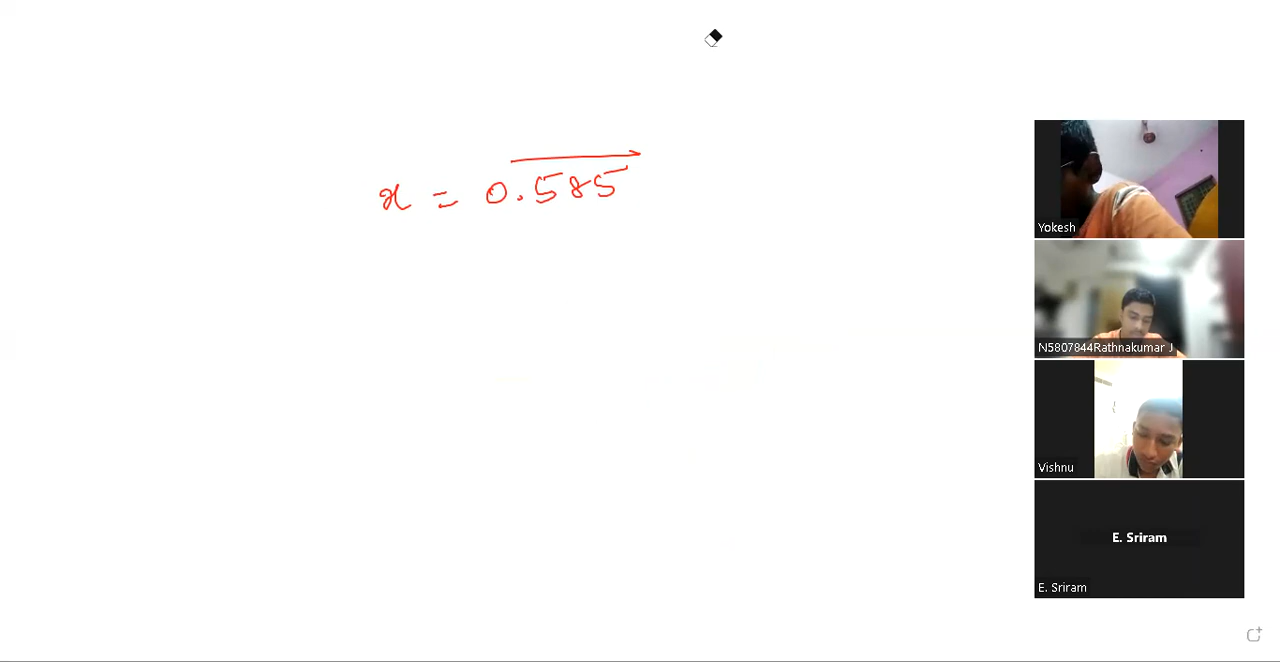 x = 0.585
Yokesh
N5807844Rathnakumar J
Vishnu
E. Sriram
E. Sriram